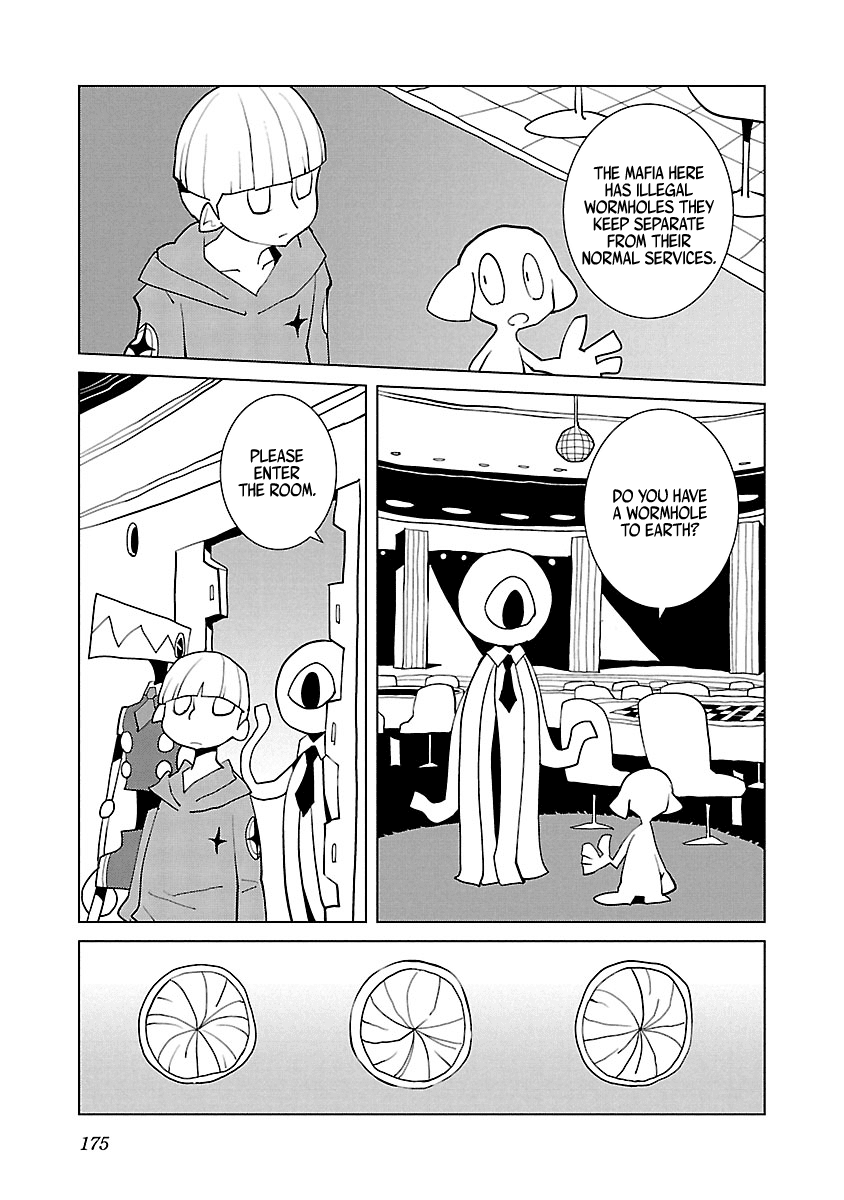 THE MAFIA HERE
HAS ILLEGAL
WORMHOLES THEY
KEEP SEPARATE
FROM THEIR
NORMAL SERVICES.
DO YOU HAVE
A WORMHOLE
TO EARTH?
PLEASE
ENTER
THE ROOM.
175